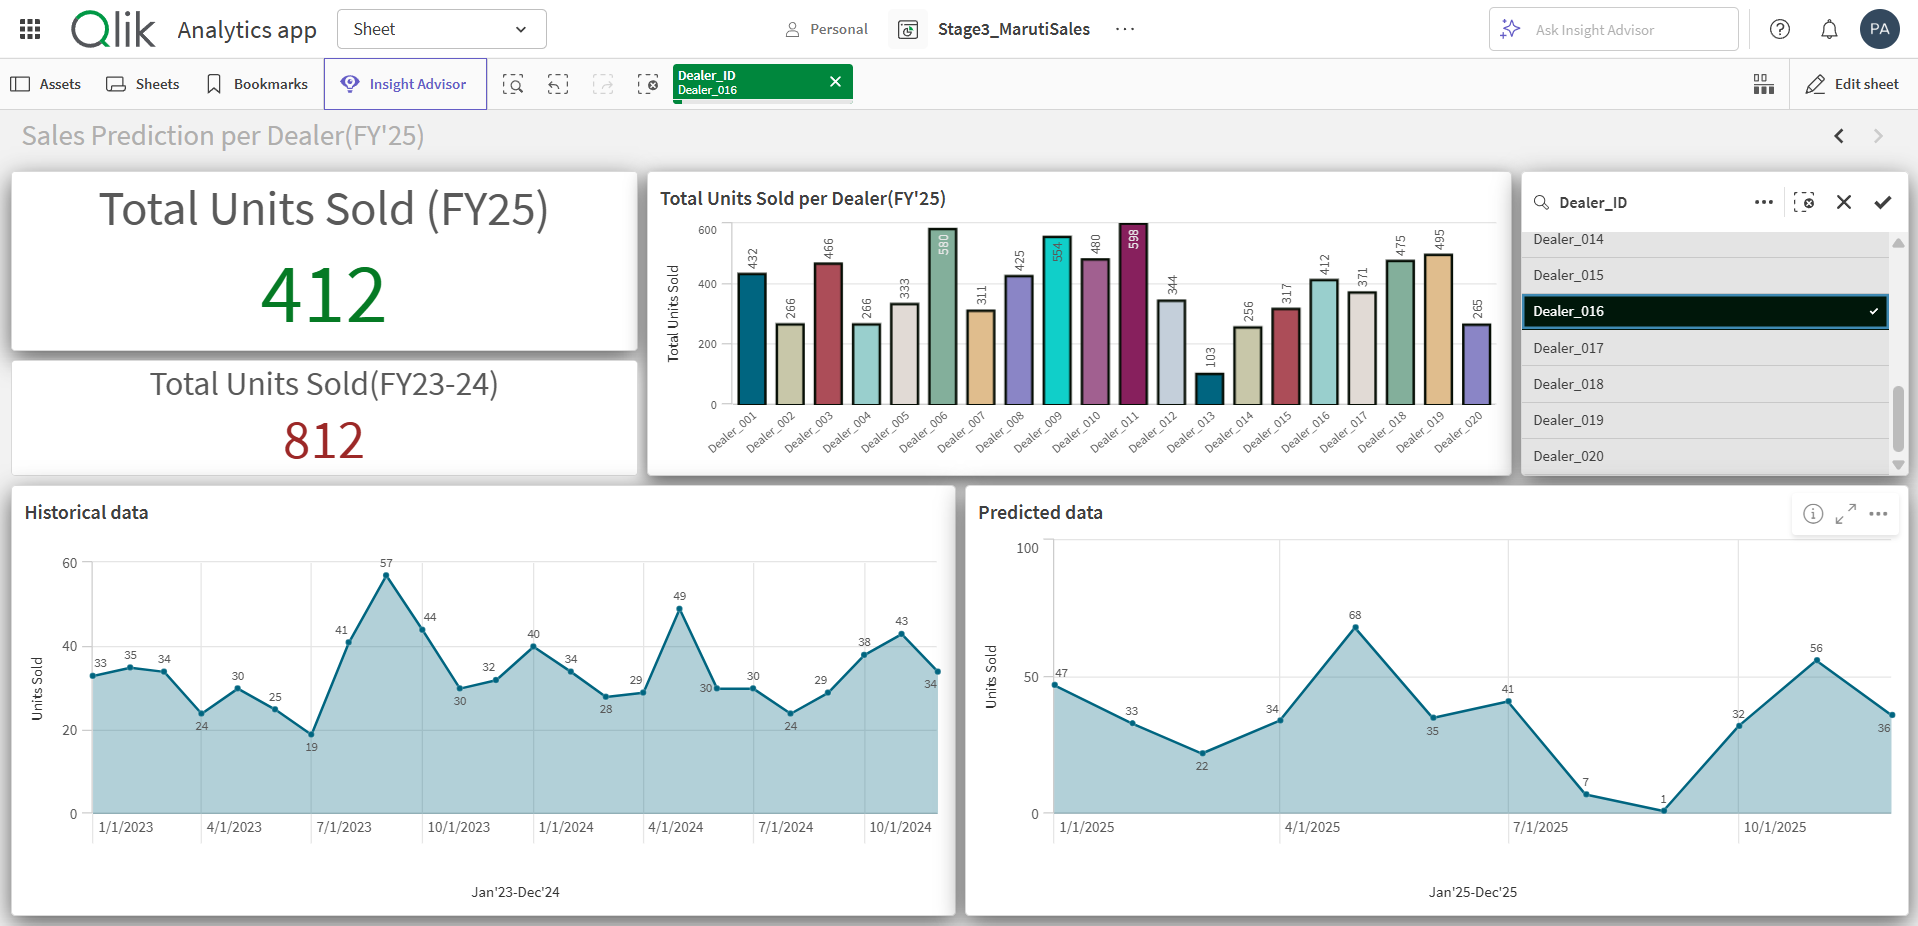 Qlik
Analytics app
Sheet
Personal
Stage3_MarutiSales
Ask Insight Advisor
PA
Assets
Sheets
Bookmarks
Insight Advisor
Dealer_ID
Dealer_016
Edit sheet
Sales Prediction per Dealer(FY'25)
Total Units Sold (FY25)
412
Total Units Sold(FY23-24)
812
Total Units Sold per Dealer(FY'25)
Total Units Sold
600
400
200
0
432
266
466
266
333
580
311
425
554
480
598
344
103
256
317
412
371
475
495
265
Dealer_001
Dealer_002
Dealer_003
Dealer_004
Dealer_005
Dealer_006
Dealer_007
Dealer_008
Dealer_009
Dealer_010
Dealer_011
Dealer_012
Dealer_013
Dealer_014
Dealer_015
Dealer_016
Dealer_017
Dealer_018
Dealer_019
Dealer_020
Dealer_ID
Dealer_014
Dealer_015
Dealer_016
Dealer_017
Dealer_018
Dealer_019
Dealer_020
Historical data
Units Sold
60
40
20
0
33
35
34
24
30
25
19
41
57
44
30
32
40
34
28
29
49
30
30
24
29
38
43
34
1/1/2023
4/1/2023
7/1/2023
10/1/2023
1/1/2024
4/1/2024
7/1/2024
10/1/2024
Jan'23-Dec'24
Predicted data
Units Sold
100
50
0
47
33
22
34
68
35
41
7
1
32
56
36
1/1/2025
4/1/2025
7/1/2025
10/1/2025
Jan'25-Dec'25